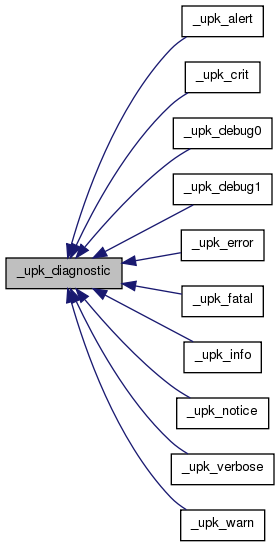 _upk_alert
_upk_crit
_upk_debug0
_upk_debug1
_upk_error
_upk_diagnostic
_upk_fatal
_upk_info
_upk_notice
_upk_verbose
_upk_warn